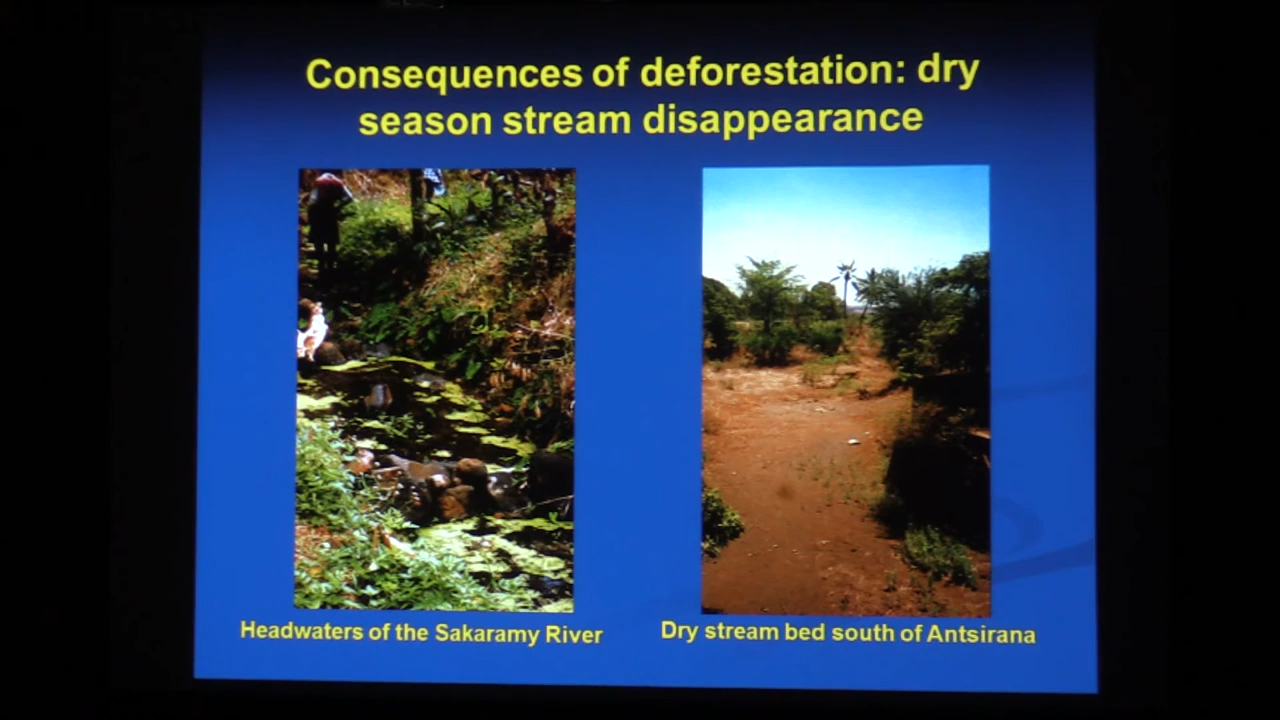 Consequences of deforestation: dry
season stream disappearance
Headwaters of the Sakaramy River
Dry stream bed south of Antsirana